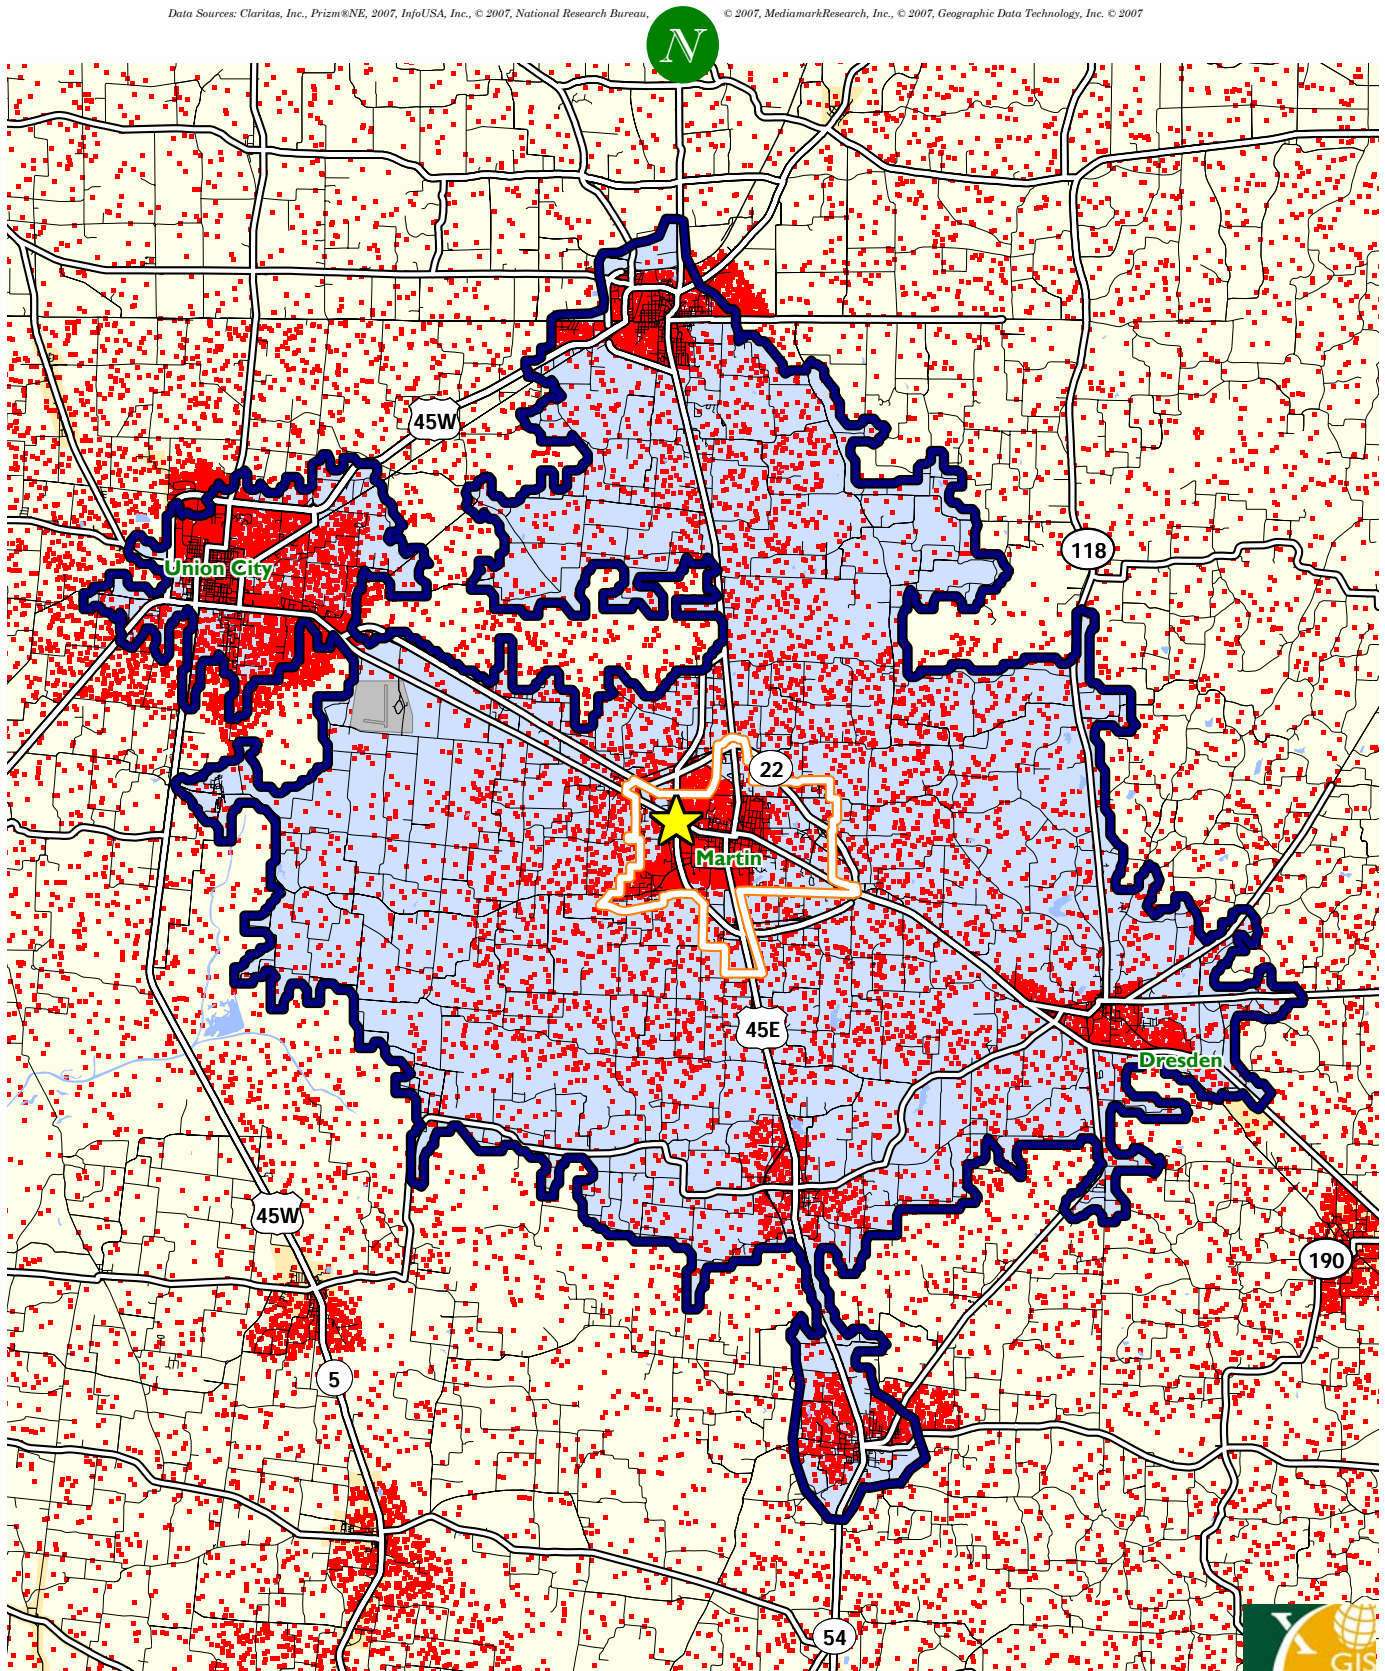 Data Sources: Claritas, Inc., Prizm®NE, 2007, InfoUSA, Inc., © 2007, National Research Bureau, © 2007, MediamarkResearch, Inc., © 2007, Geographic Data Technology, Inc. © 2007
N
45W
118
Union City
22
Martin
45E
Dresden
45W
190
5
54
X
GIS